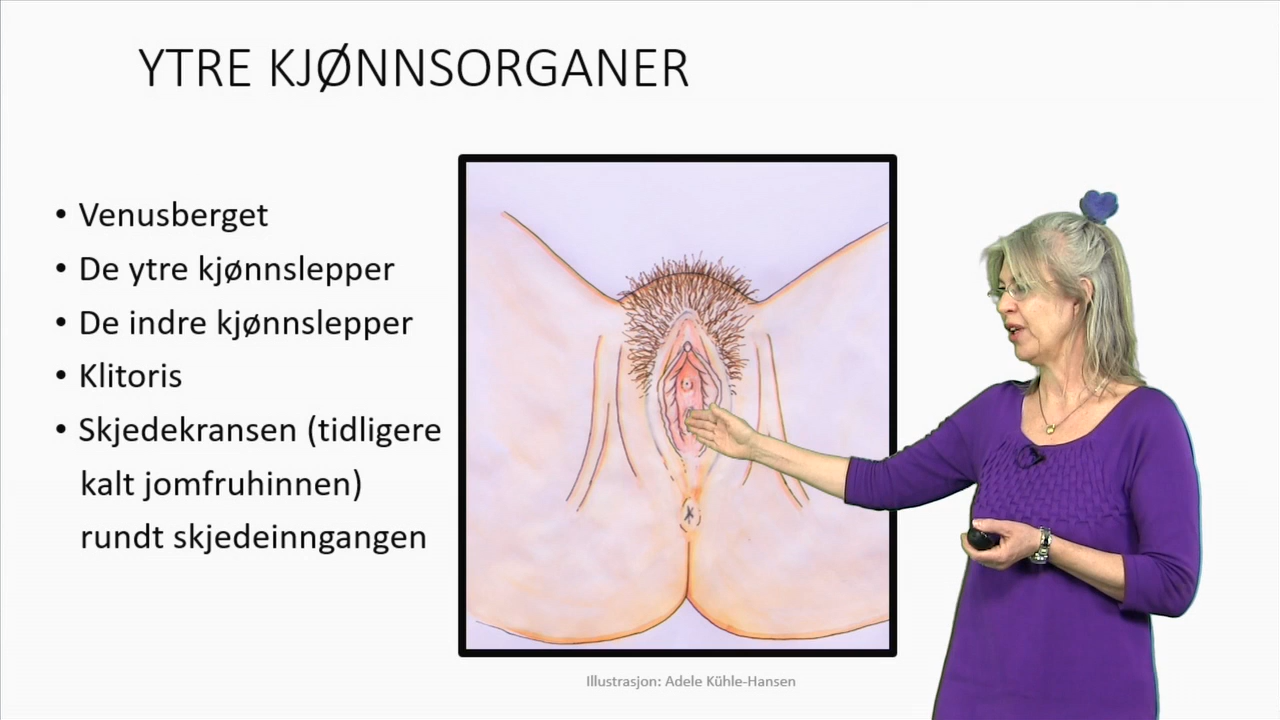 YTRE KJØNNSORGANER
• Venusberget
• De ytre kjønnslepper
• De indre kjønnslepper
• Klitoris
• Skjedekransen (tidligere
kalt jomfruhinnen)
rundt skjedeinngangen
Illustrasjon: Adele Kühle-Hansen